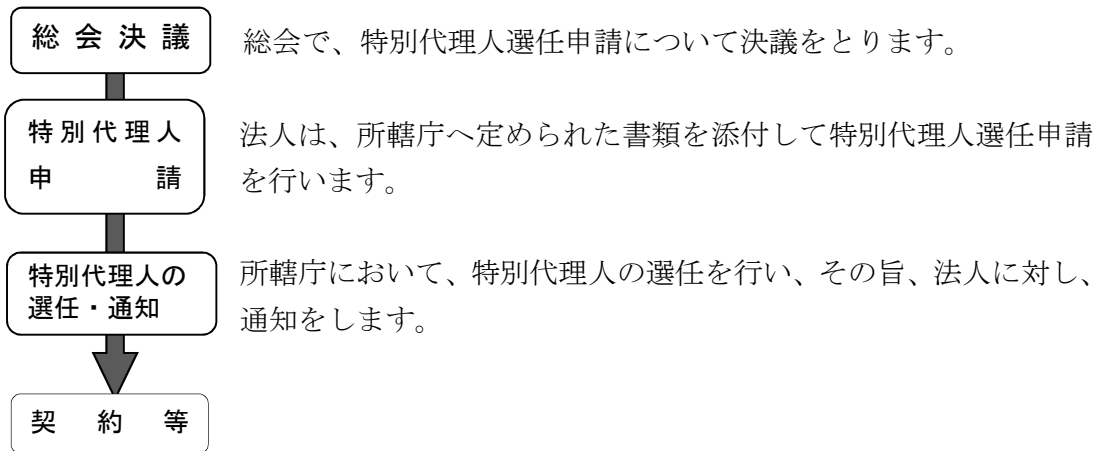 総会決議
総会で、特別代理人選任申請について決議をとります。
特別代理人
申請
法人は、所轄庁へ定められた書類を添付して特別代理人選任申請
を行います。
特別代理人の
選任・通知
所轄庁において、特別代理人の選任を行い、その旨、法人に対し、
通知をします。
契約等